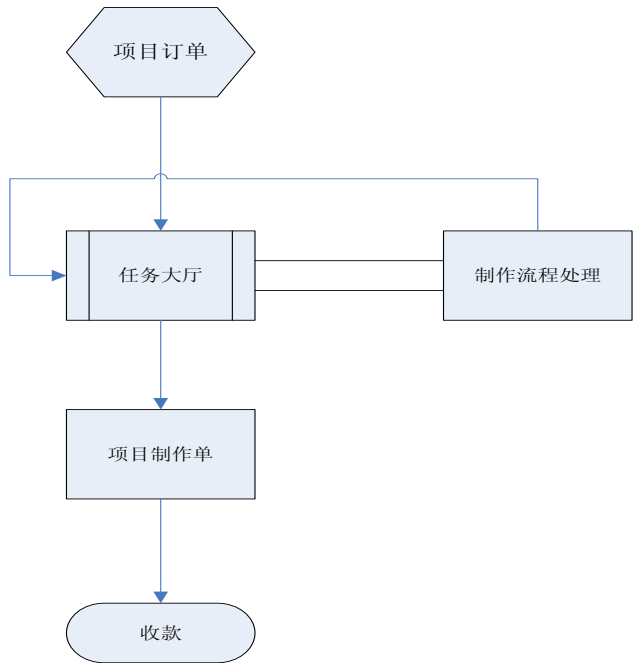 项目订单
任务大厅
制作流程处理
项目制作单
收款